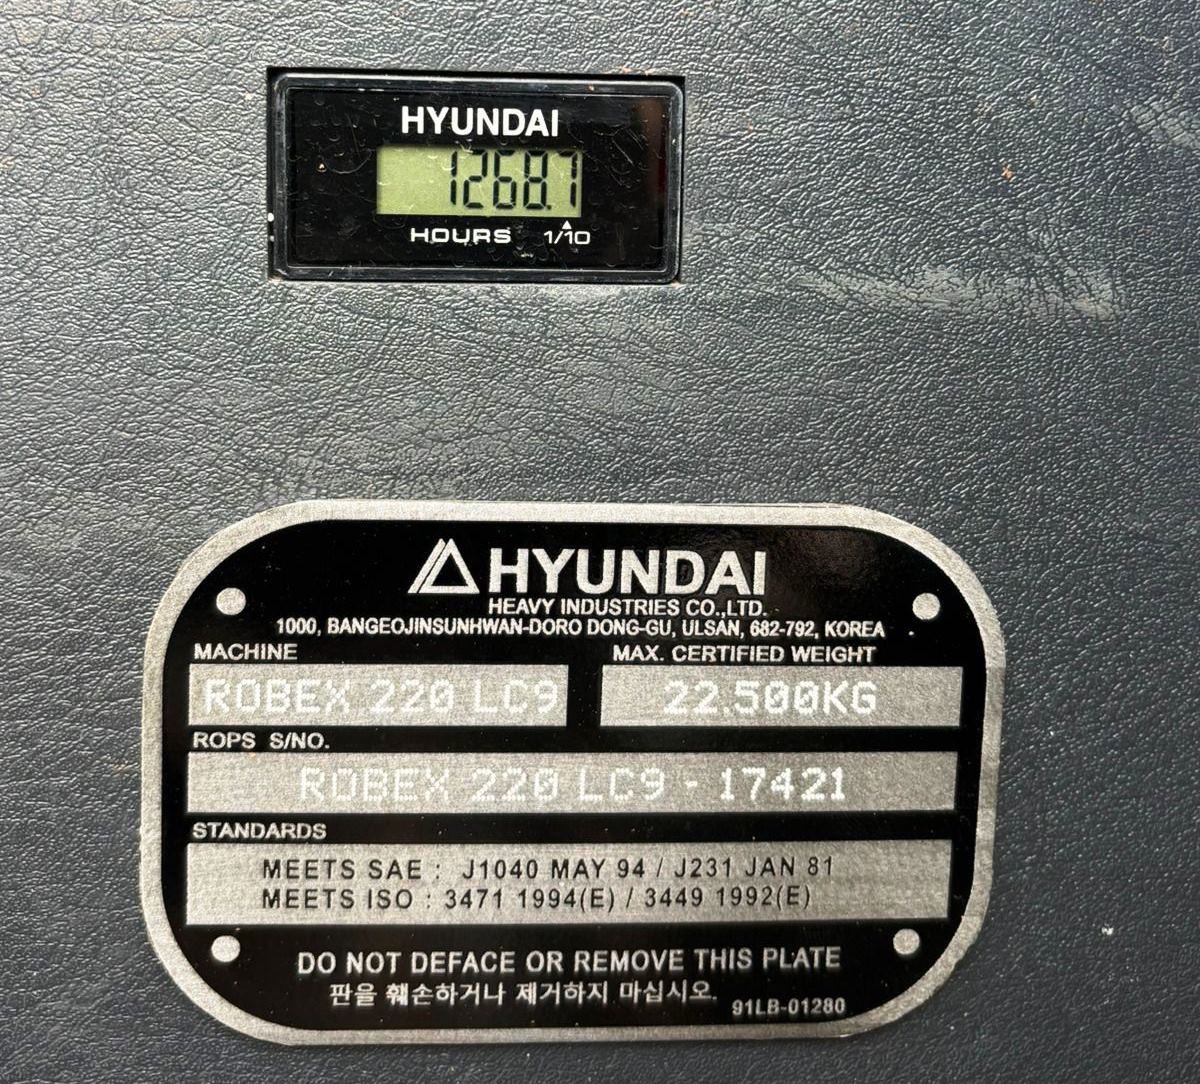 HYUNDAI
1268.7
HOURS 1/10
HYUNDAI
HEAVY INDUSTRIES CO.,LTD.
1000, BANGEOJINSUNHWAN-DORO DONG-GU, ULSAN, 682-792, KOREA
MACHINE MAX. CERTIFIED WEIGHT
ROBEX 220 LC9 22.500KG
ROPS S/NO.
ROBEX 220 LC9 - 17421
STANDARDS
MEETS SAE : J1040 MAY 94 / J231 JAN 81
MEETS ISO : 3471 1994(E) / 3449 1992(E)
DO NOT DEFACE OR REMOVE THIS PLATE
판을 훼손하거나 제거하지 마십시오.
91LB-01280